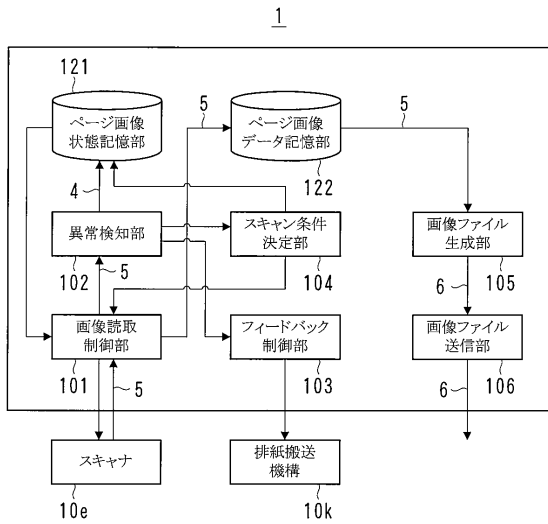 1
121
ページ画像
状態記憶部
5
ページ画像
データ記憶部
5
122
4
異常検知部
スキャン条件
決定部
画像ファイル
生成部
102
5
104
6
105
画像読取
制御部
フィードバック
制御部
画像ファイル
送信部
101
5
103
6
106
スキャナ
排紙搬送
機構
10e
10k